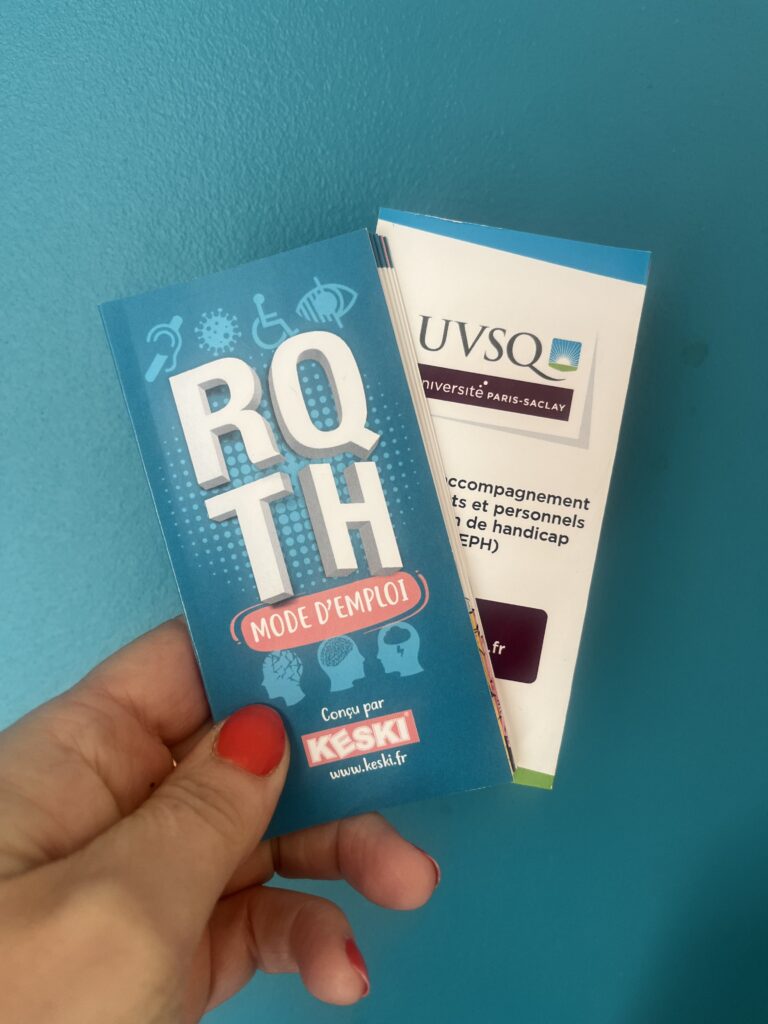 RQ
TH
MODE D'EMPLOI
Conçu par
KESKI
www.keski.fr
UVSQ
université PARIS-SACLAY
accompagnement
ts et personnels
de handicap
EPH)
.fr